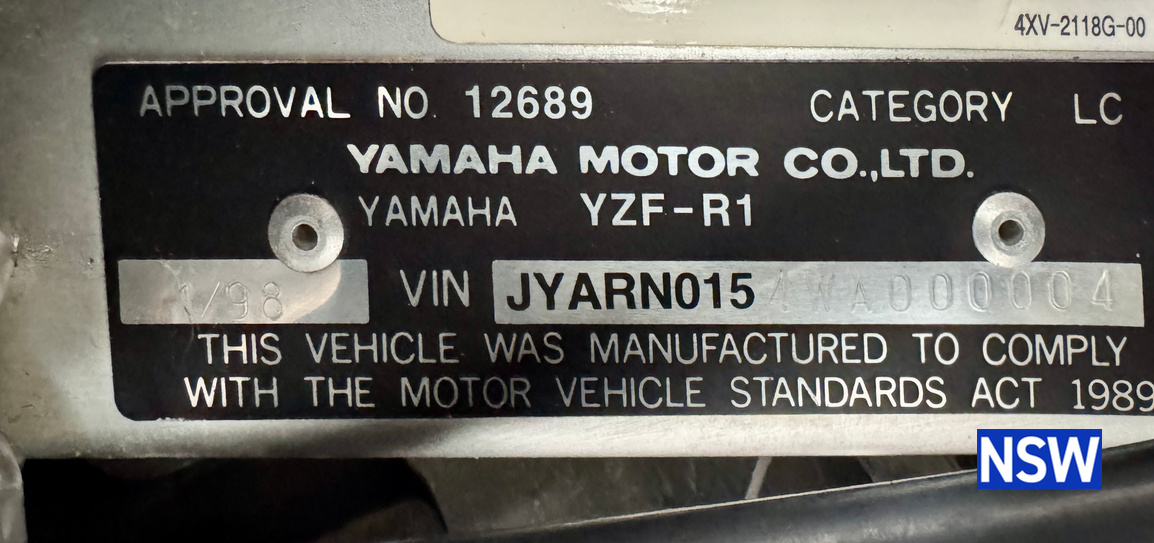 4XV-2118G-00
APPROVAL NO. 12689 CATEGORY LC
YAMAHA MOTOR CO.,LTD.
YAMAHA YZF-R1
1/98 VIN JYARN0154WA000004
THIS VEHICLE WAS MANUFACTURED TO COMPLY
WITH THE MOTOR VEHICLE STANDARDS ACT 1989
NSW